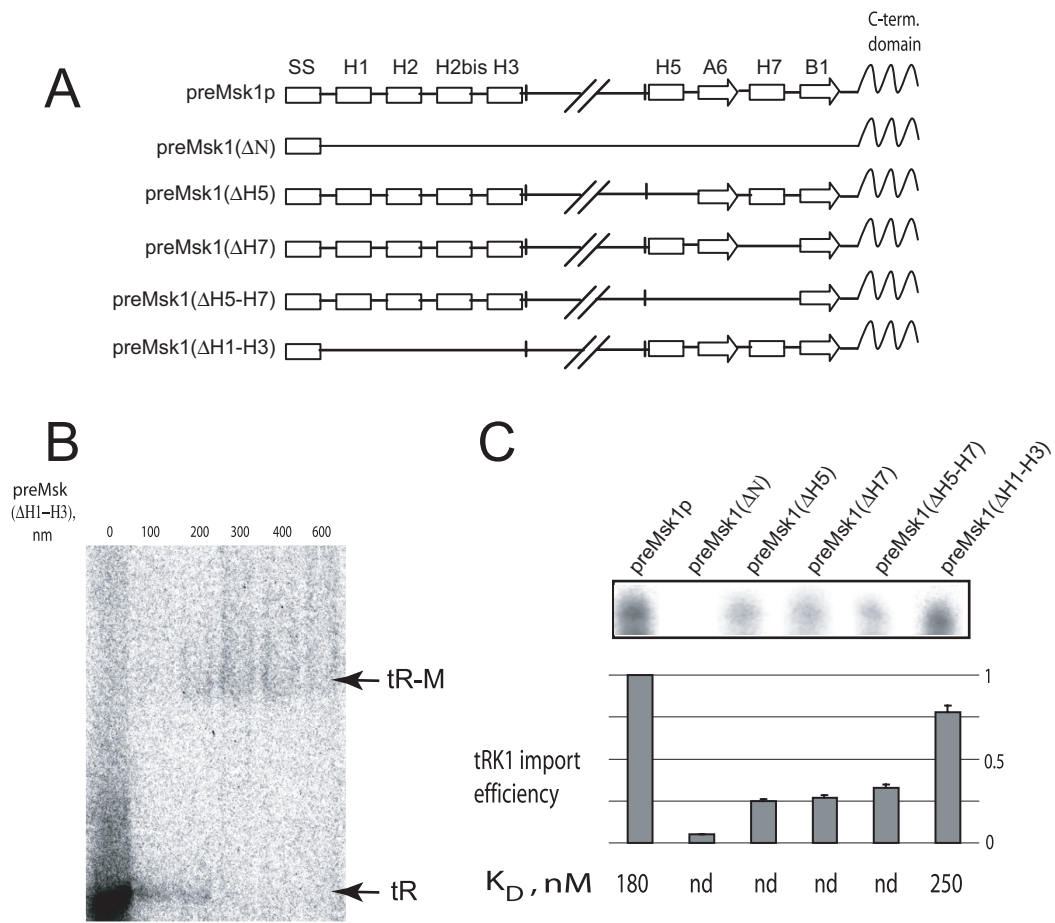 A
C-term.
domain
SS H1 H2 H2bis H3 H5 A6 H7 B1
preMsk1p
preMsk1(ΔN)
preMsk1(ΔH5)
preMsk1(ΔH7)
preMsk1(ΔH5-H7)
preMsk1(ΔH1-H3)
B
preMsk
(ΔH1-H3),
nm
0 100 200 300 400 600
tR-M
tR
C
preMsk1p
preMsk1(ΔN)
preMsk1(ΔH5)
preMsk1(ΔH7)
preMsk1(ΔH5-H7)
preMsk1(ΔH1-H3)
1
0.5
0
tRK1 import
efficiency
KD, nM 180 nd nd nd nd 250